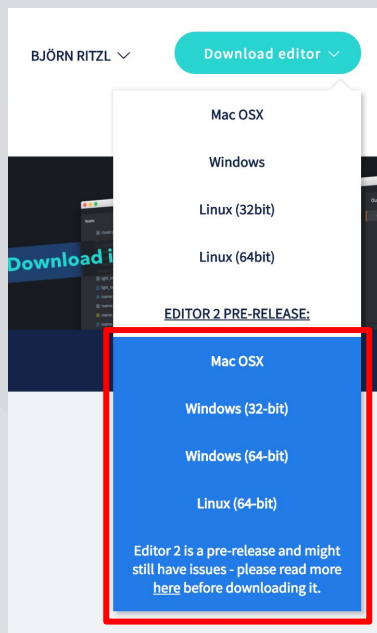 BJÖRN RITZL
Download editor
Mac OSX
Windows
Linux (32bit)
Linux (64bit)
Download i
EDITOR 2 PRE-RELEASE:
Mac OSX
Windows (32-bit)
Windows (64-bit)
Linux (64-bit)
Editor 2 is a pre-release and might
still have issues - please read more
here before downloading it.